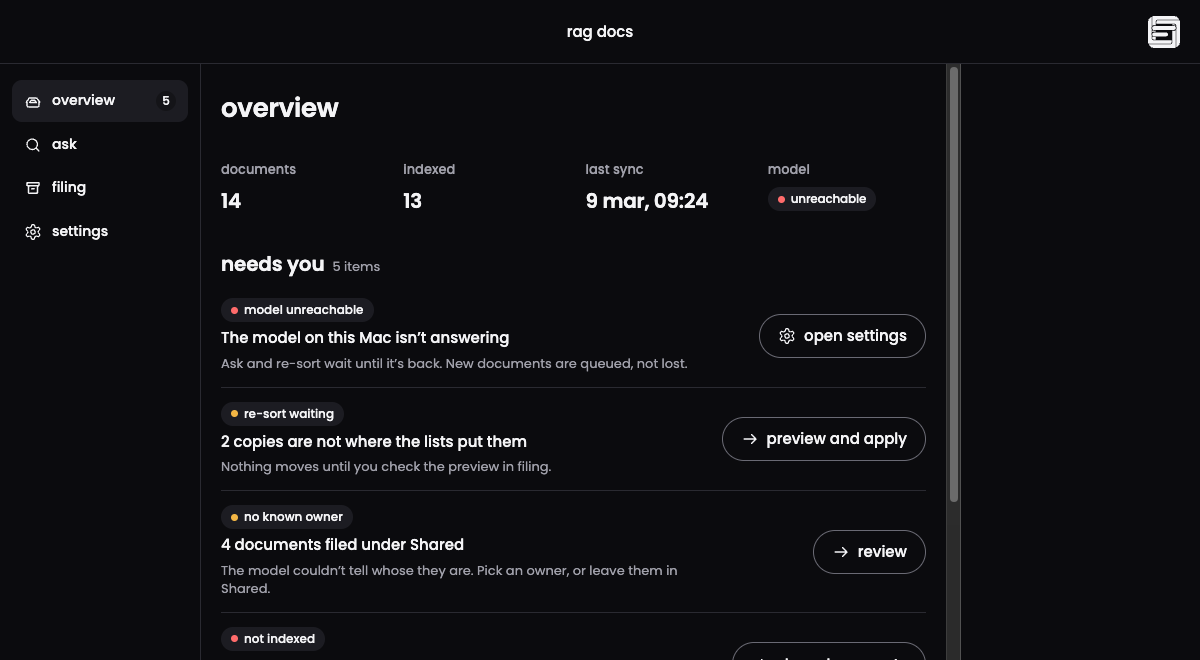 rag docs
overview 5
ask
filing
settings
overview
documents
indexed
last sync
model
14
13
9 mar, 09:24
unreachable
needs you 5 items
model unreachable
The model on this Mac isn’t answering
Ask and re-sort wait until it’s back. New documents are queued, not lost.
open settings
re-sort waiting
2 copies are not where the lists put them
Nothing moves until you check the preview in filing.
preview and apply
no known owner
4 documents filed under Shared
The model couldn’t tell whose they are. Pick an owner, or leave them in
Shared.
review
not indexed